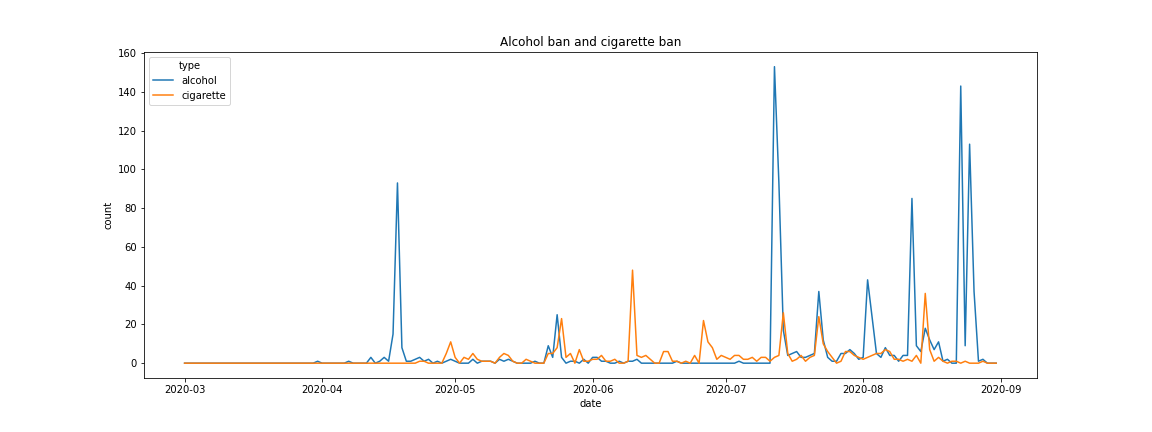 Alcohol ban and cigarette ban
type
alcohol
cigarette
count
160
140
120
100
80
60
40
20
0
2020-03 2020-04 2020-05 2020-06 2020-07 2020-08 2020-09
date